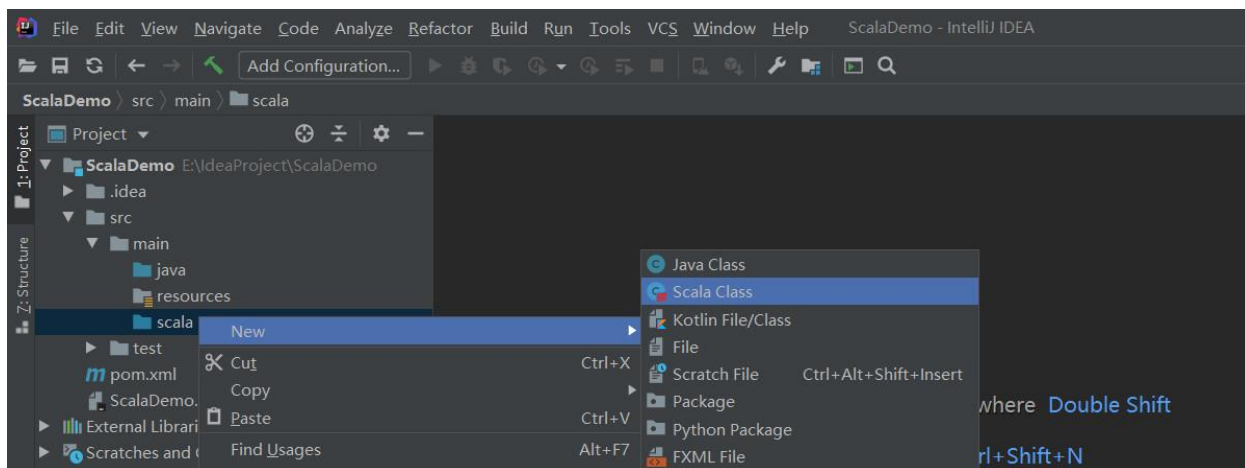 File Edit View Navigate Code Analyze Refactor Build Run Tools VCS Window Help ScalaDemo - IntelliJ IDEA
Add Configuration...
ScalaDemo src main scala
1: Project
Project
ScalaDemo E:\IdeaProject\ScalaDemo
.idea
src
main
java
resources
scala
test
pom.xml
ScalaDemo.
External Librari
Scratches and
7: Structure
New
Cut Ctrl+X
Copy
Paste Ctrl+V
Find Usages Alt+F7
Java Class
Scala Class
Kotlin File/Class
File
Scratch File Ctrl+Alt+Shift+Insert
Package
Python Package
FXML File
where Double Shift
rl+Shift+N